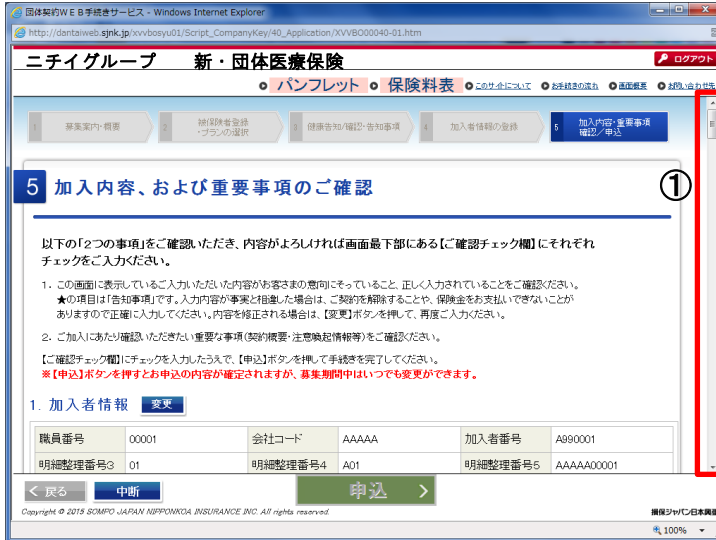 団体契約WEB手続きサービス - Windows Internet Explorer
http://dantaiweb.sjnk.jp/xvvbosyu01/Script_CompanyKey/40_Application/XVVBO00040-01.htm
ニチイグループ 新・団体医療保険
ログアウト
パンフレット 保険料表 このサイトについて お手続きの流れ 画面概要 お問い合わせ先
1 募集案内・概要
2 被保険者登録・プランの選択
3 健康告知/確認・告知事項
4 加入者情報の登録
5 加入内容・重要事項確認/申込
5 加入内容、および重要事項のご確認
①
以下の「2つの事項」をご確認いただき、内容がよろしければ画面最下部にある【ご確認チェック欄】にそれぞれ
チェックをご入力ください。
1. この画面に表示しているご入力いただいた内容がお客さまの意向にそっていること、正しく入力されていることをご確認ください。
★の項目は「告知事項」です。入力内容が事実と相違した場合は、ご契約を解除することや、保険金をお支払いできないことが
ありますので正確に入力してください。内容を修正される場合は、【変更】ボタンを押して、再度ご入力ください。
2. ご加入にあたり確認いただきたい重要な事項(契約概要・注意喚起情報等)をご確認ください。
【ご確認チェック欄】にチェックを入力したうえで、【申込】ボタンを押して手続きを完了してください。
※【申込】ボタンを押すとお申込の内容が確定されますが、募集期間中はいつでも変更ができます。
1. 加入者情報 変更
職員番号 00001 会社コード AAAAA 加入者番号 A990001
明細整理番号3 01 明細整理番号4 A01 明細整理番号5 AAAAA00001
< 戻る 中断 申込 >
Copyright © 2015 SOMPO JAPAN NIPPONKOA INSURANCE INC. All rights reserved.
損保ジャパン日本興亜
100%